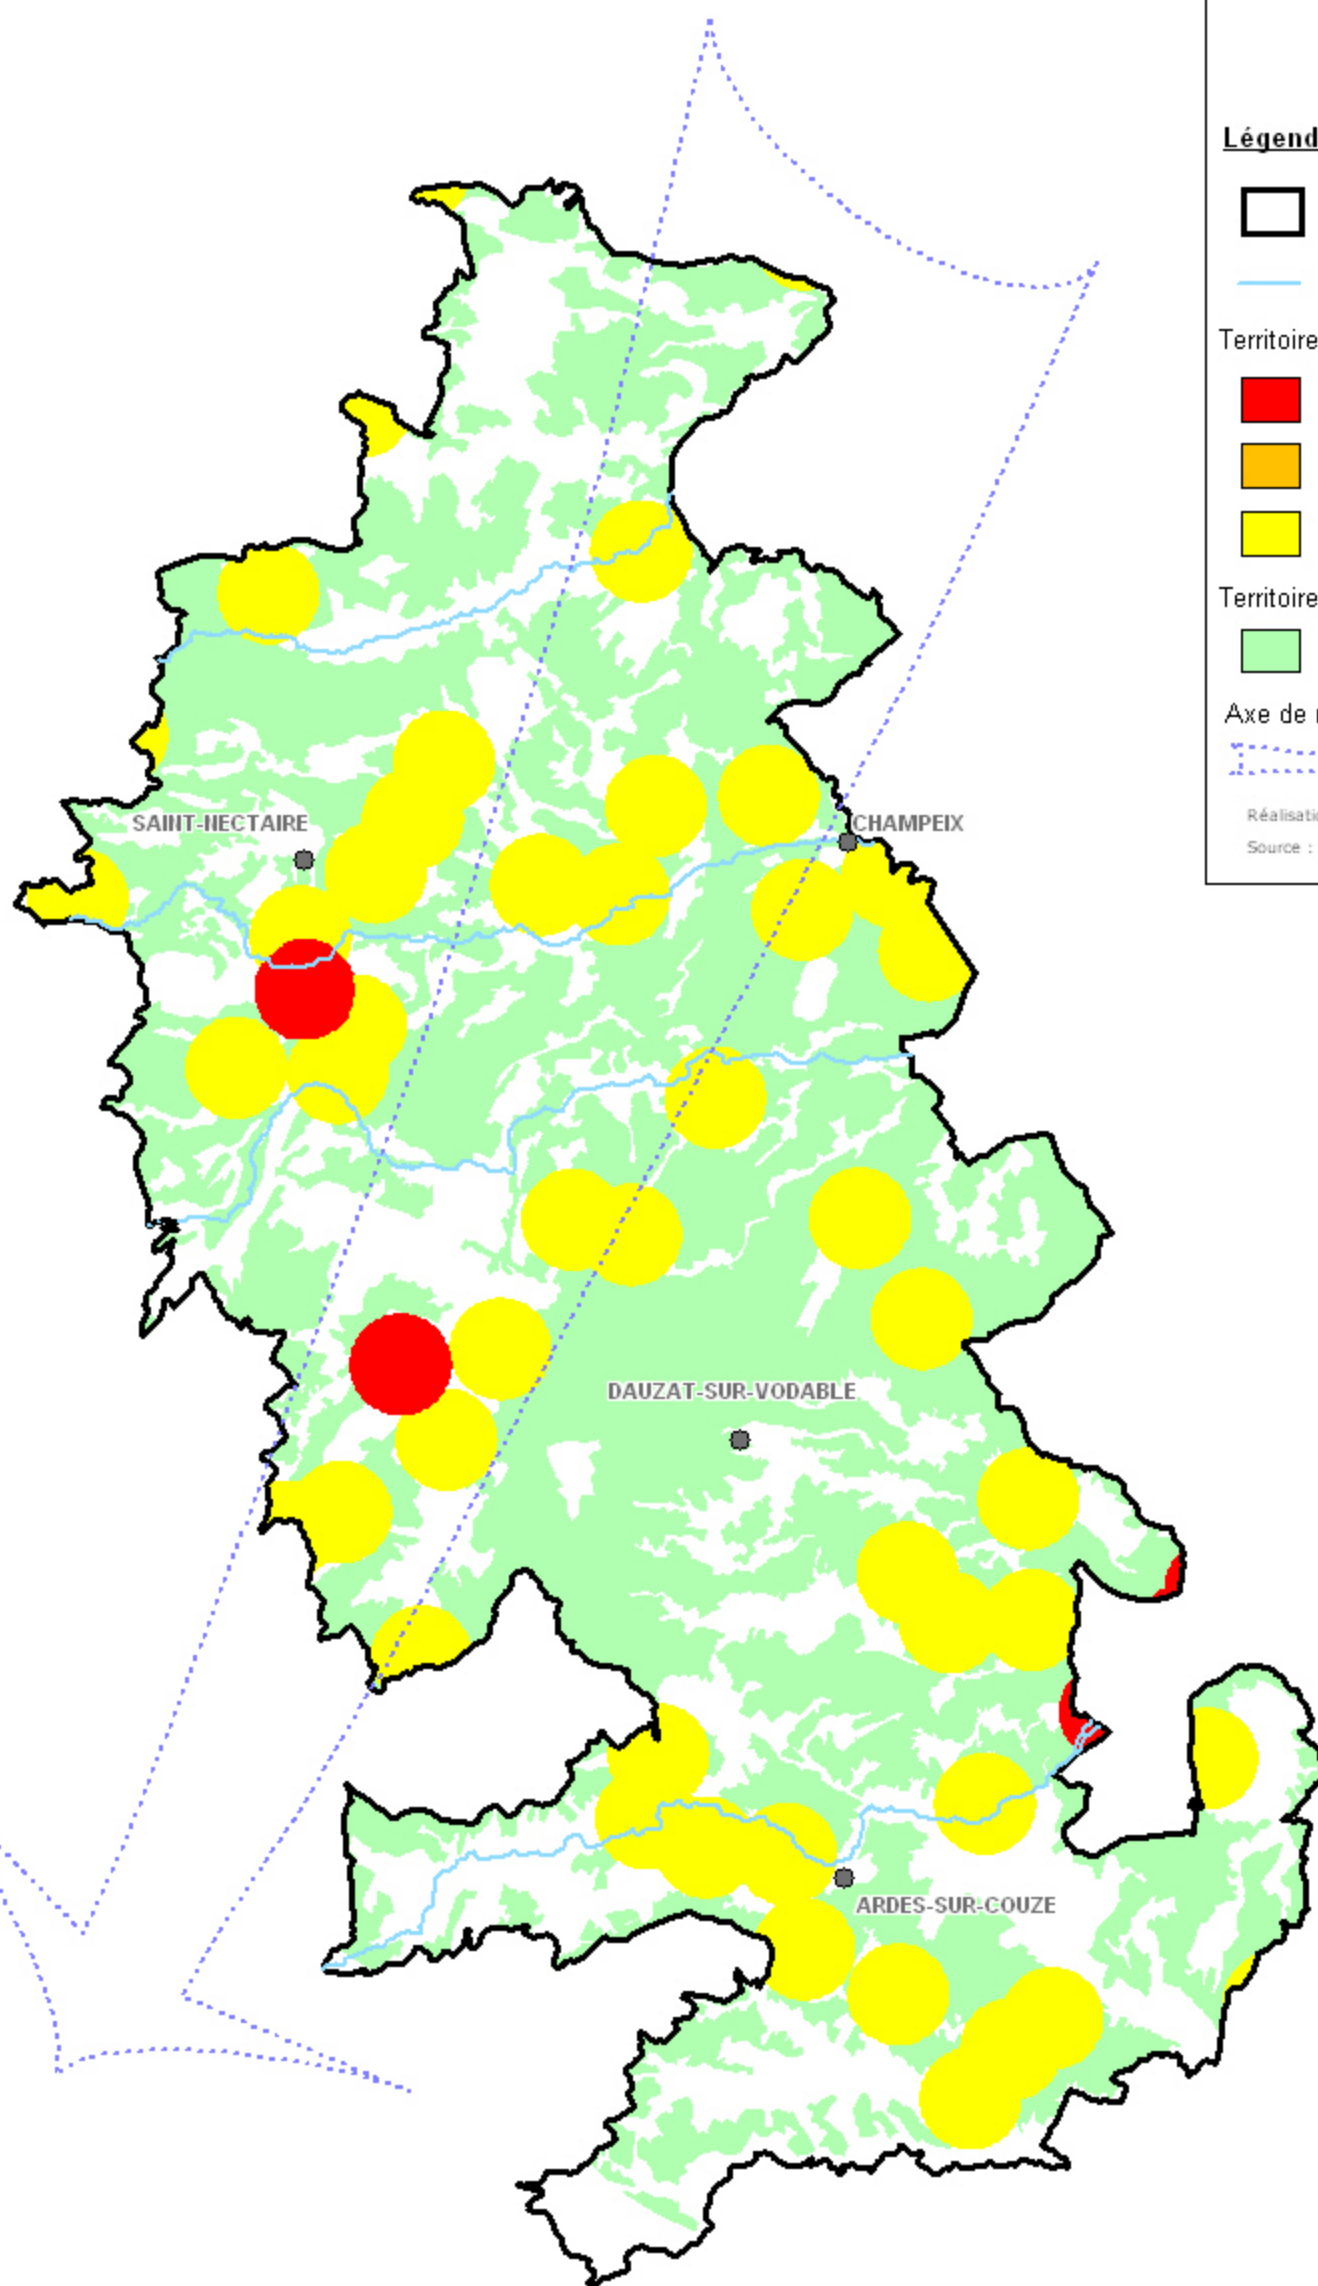 Légend
Territoire
Territoire
Axe de
Réalisatio
Source :
SAINT-NECTAIRE
CHAMPEIX
DAUZAT-SUR-VODABLE
ARDES-SUR-COUZE